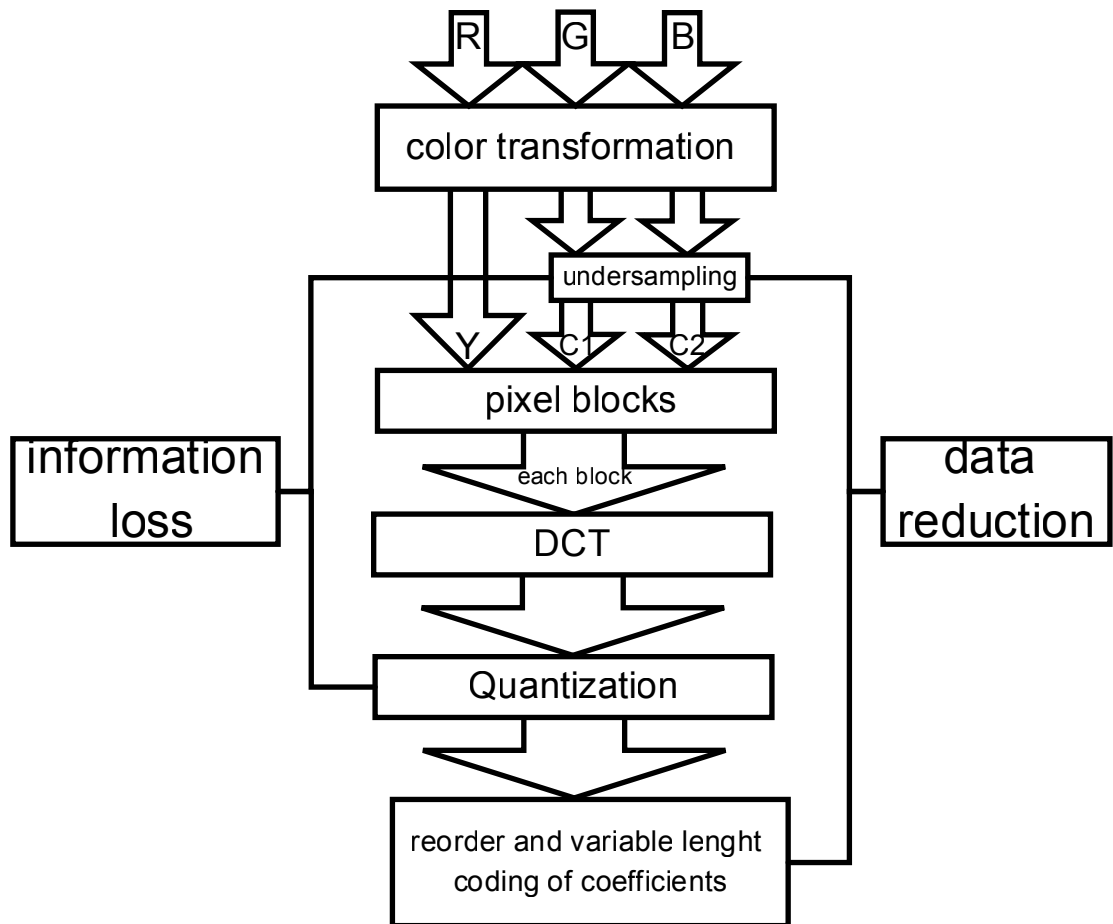 R G B
color transformation
undersampling
Y C1 C2
pixel blocks
information
loss
each block
data
reduction
DCT
Quantization
reorder and variable lenght
coding of coefficients